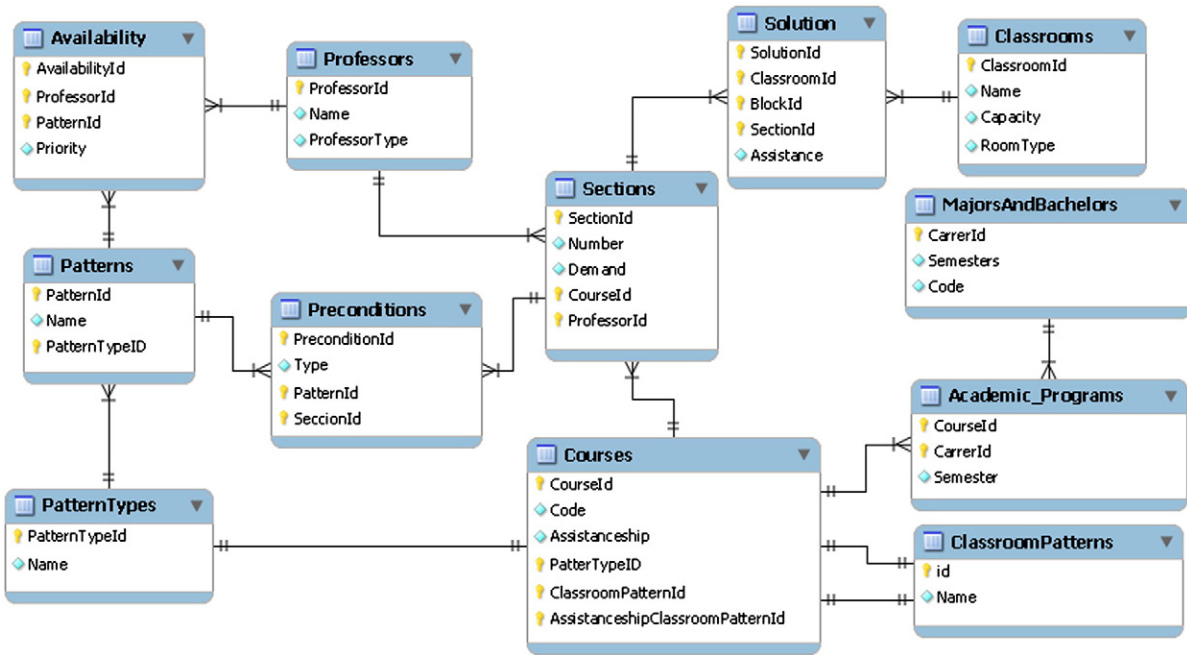 Availability
AvailabilityId
ProfessorId
PatternId
Priority
Professors
ProfessorId
Name
ProfessorType
Solution
SolutionId
ClassroomId
BlockId
SectionId
Assistance
Classrooms
ClassroomId
Name
Capacity
RoomType
Sections
SectionId
Number
Demand
CourseId
ProfessorId
MajorsAndBachelors
CarrerId
Semesters
Code
Patterns
PatternId
Name
PatternTypeID
Preconditions
PreconditionId
Type
PatternId
SeccionId
Academic_Programs
CourseId
CarrerId
Semester
Courses
CourseId
Code
Assistanceship
PatterTypeID
ClassroomPatternId
AssistanceshipClassroomPatternId
PatternTypes
PatternTypeId
Name
ClassroomPatterns
id
Name